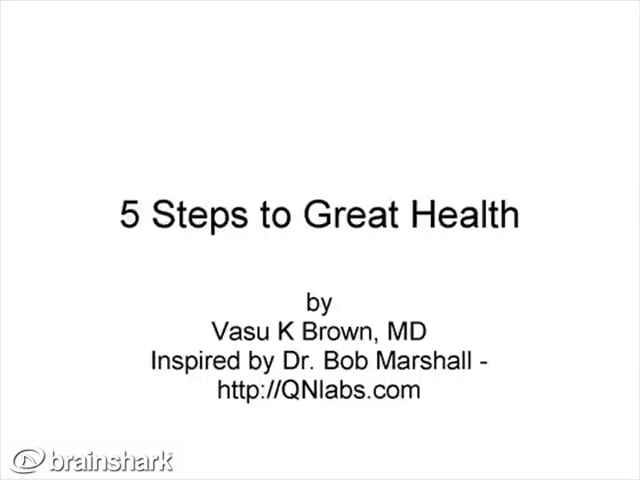 5 Steps to Great Health
by
Vasu K Brown, MD
Inspired by Dr. Bob Marshall -
http://QNlabs.com
brainshark